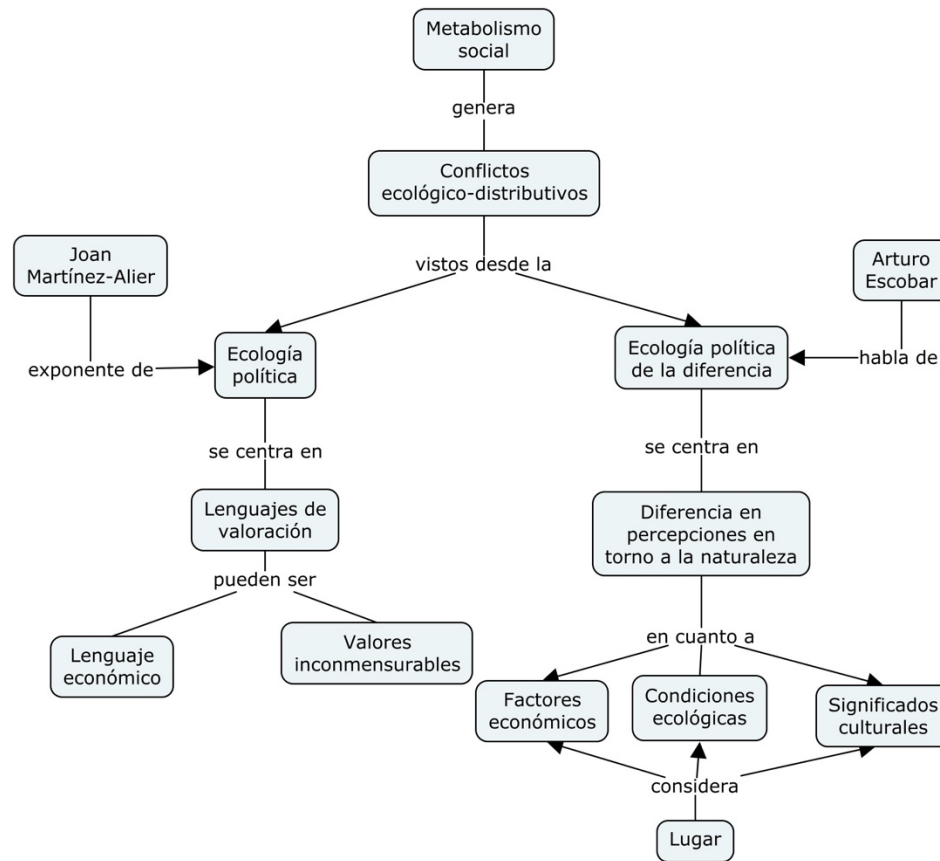 Metabolismo
social
genera
Conflictos
ecológico-distributivos
Joan
Martínez-Alier
vistos desde la
Arturo
Escobar
exponente de
Ecología
política
Ecología política
de la diferencia
habla de
se centra en
se centra en
Lenguajes de
valoración
Diferencia en
percepciones en
torno a la naturaleza
pueden ser
en cuanto a
Lenguaje
económico
Valores
inconmensurables
Factores
económicos
Condiciones
ecológicas
Significados
culturales
considera
Lugar